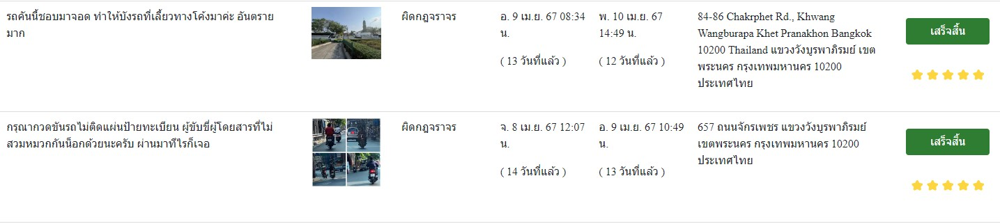 รถคันนี้ชอบมาจอด ทำให้บังรถที่เลี้ยวทางโค้งมาค่ะ อันตราย
มาก
ผิดกฎจราจร
อ. 9 เม.ย. 67 08:34
น.
( 13 วันที่แล้ว )
พ. 10 เม.ย. 67
14:49 น.
( 12 วันที่แล้ว )
84-86 Chakrphet Rd., Khwang
Wangburapa Khet Pranakhon Bangkok
10200 Thailand แขวงวังบูรพาภิรมย์ เขต
พระนคร กรุงเทพมหานคร 10200
ประเทศไทย
เสร็จสิ้น
กรุณากวดขันรถไม่ติดแผ่นป้ายทะเบียน ผู้ขับขี่ผู้โดยสารที่ไม่
สวมหมวกกันน็อกด้วยนะครับ ผ่านมาทีไรก็เจอ
ผิดกฎจราจร
จ. 8 เม.ย. 67 12:07
น.
( 14 วันที่แล้ว )
อ. 9 เม.ย. 67 10:49
น.
( 13 วันที่แล้ว )
657 ถนนจักรเพชร แขวงวังบูรพาภิรมย์
เขตพระนคร กรุงเทพมหานคร 10200
ประเทศไทย
เสร็จสิ้น